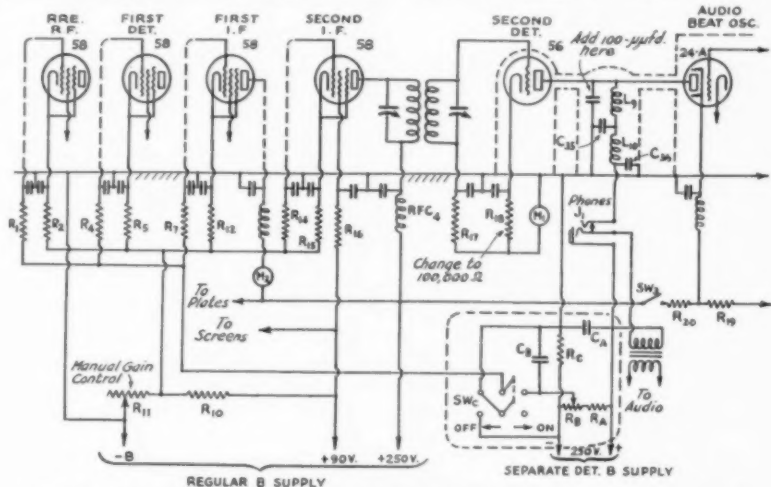 RRE.
R.F.
58
FIRST
DET.
58
FIRST
I.F
58
SECOND
I.F.
58
SECOND
DET.
56
Add 100-μμfd.
here
AUDIO
BEAT OSC.
24-A
L9
C35
L10
C36
R1
R2
R4
R5
R7
R12
R14
R15
R16
RFC4
R17
R18
M1
Phones
J1
M2
Change to
100,000 Ω
To
Plates
SW3
R20
R19
To
Screens
CA
CB
RC
Manual Gain
Control
R11
R10
SWC
RB
RA
To
Audio
OFF
ON
-B
+90V.
+250V.
- 250V. +
REGULAR B SUPPLY
SEPARATE DET. B SUPPLY